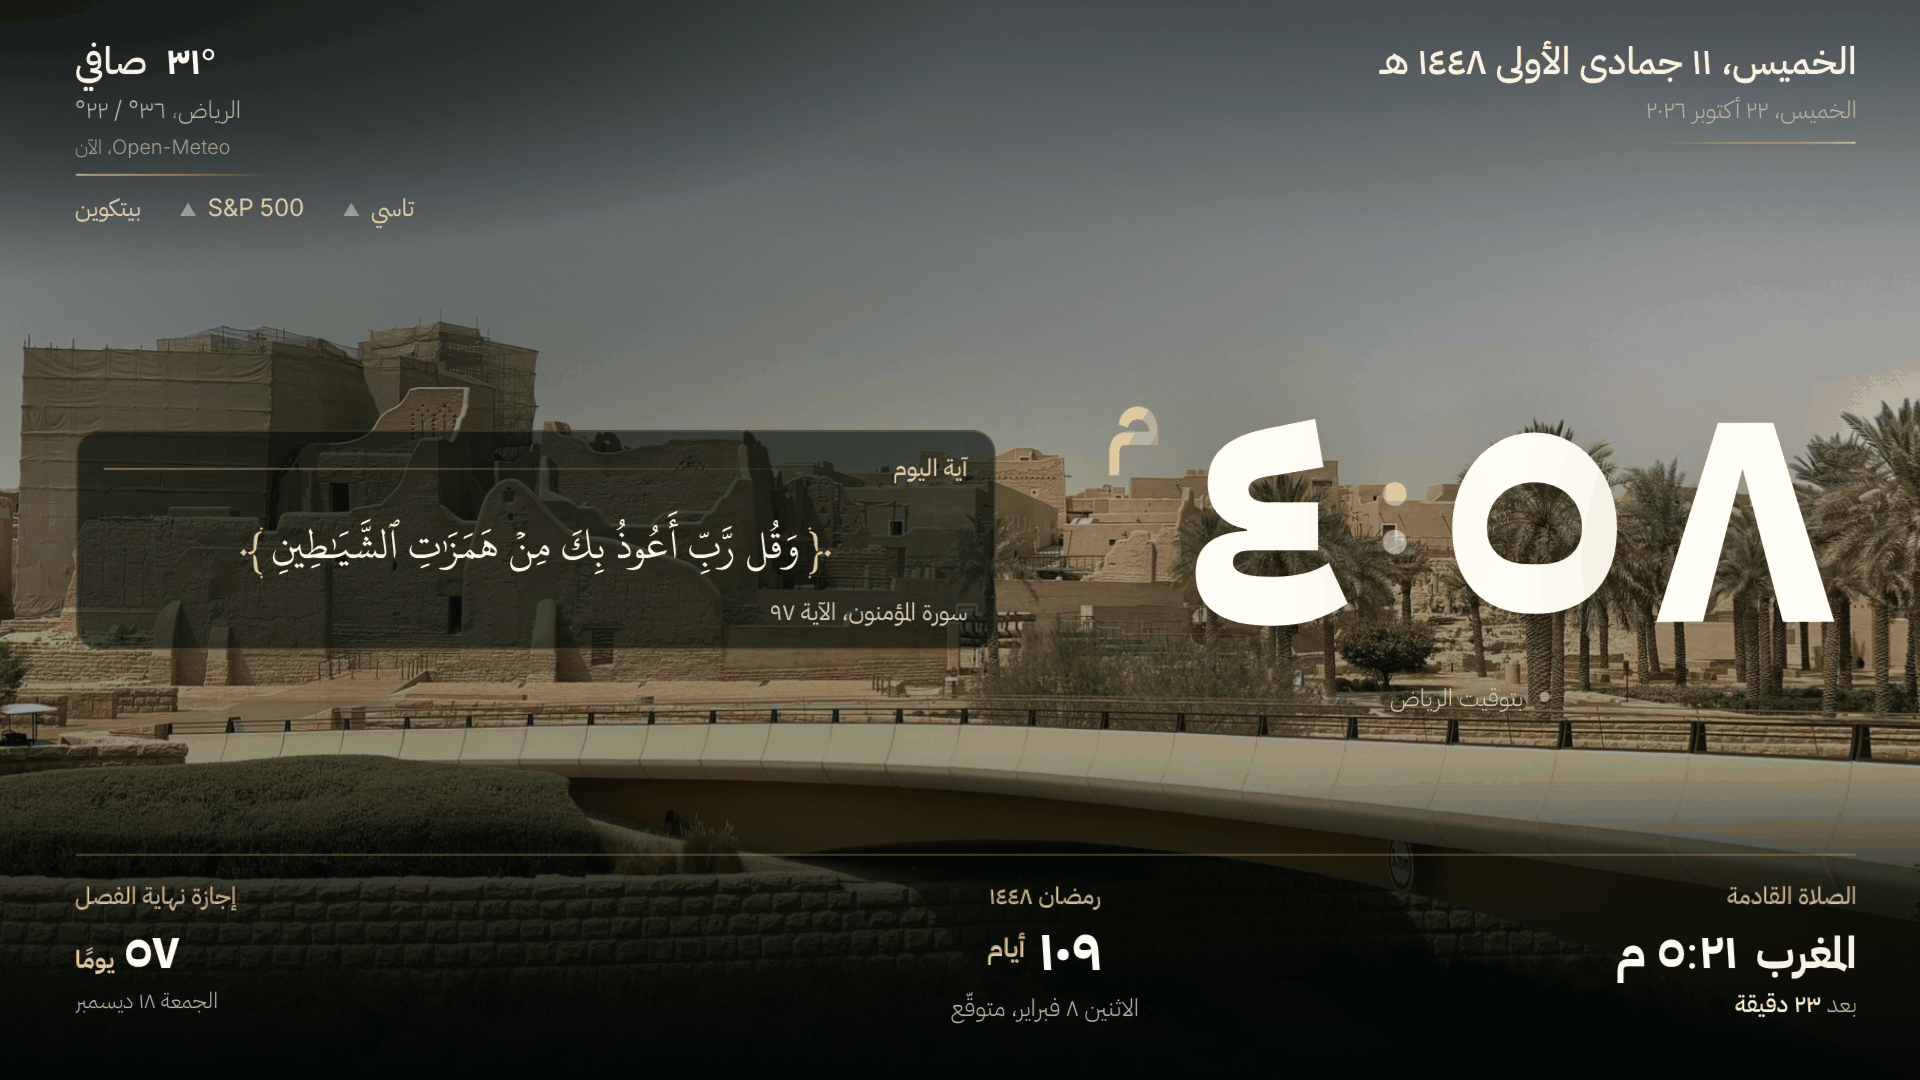 الخميس، ١١ جمادى الأولى ١٤٤٨ هـ
الخميس، ٢٢ أكتوبر ٢٠٢٦
٣١° صافي
الرياض، ٣٦° / ٢٢°
Open-Meteo، الآن
تاسي ▲ S&P 500 ▲ بيتكوين
٤:٥٨ م
بتوقيت الرياض
آية اليوم
﴿وَقُل رَّبِّ أَعُوذُ بِكَ مِنْ هَمَزَٰتِ ٱلشَّيَـٰطِينِ﴾
سورة المؤمنون، الآية ٩٧
الصلاة القادمة
المغرب ٥:٢١ م
بعد ٢٣ دقيقة
رمضان ١٤٤٨
١٠٩ أيام
الاثنين ٨ فبراير، متوقّع
إجازة نهاية الفصل
٥٧ يومًا
الجمعة ١٨ ديسمبر